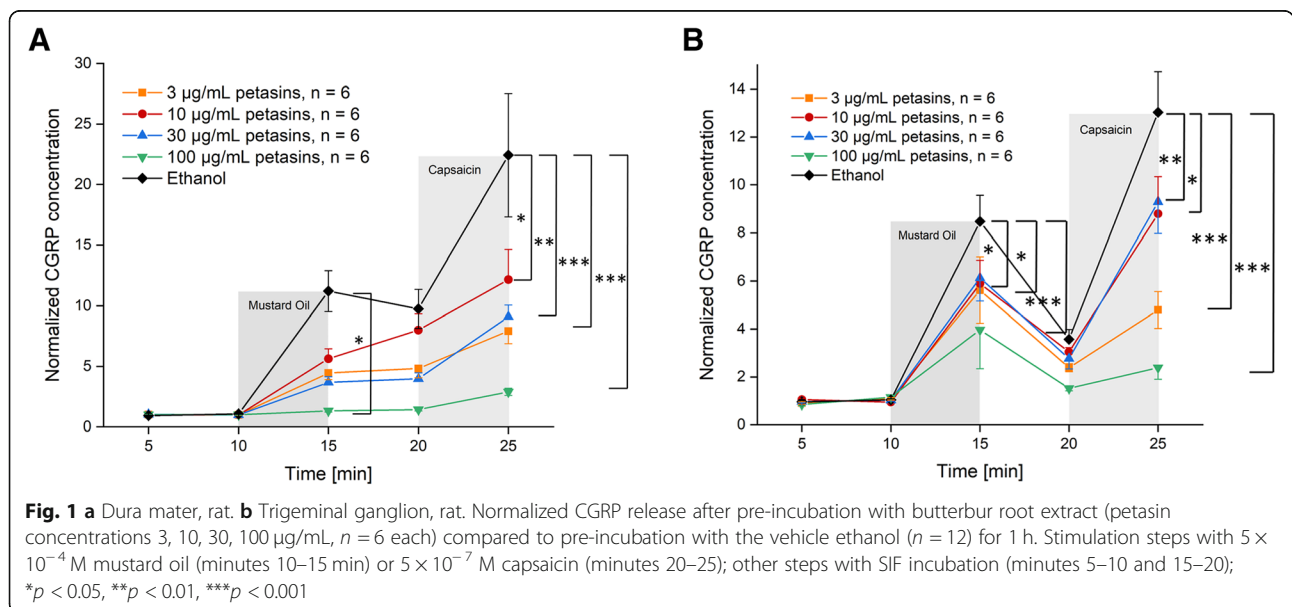 A
30
25
20
15
10
5
0
Normalized CGRP concentration
3 µg/mL petasins, n = 6
10 µg/mL petasins, n = 6
30 µg/mL petasins, n = 6
100 µg/mL petasins, n = 6
Ethanol
Mustard Oil
Capsaicin
*
*
**
***
***
5 10 15 20 25
Time [min]
B
14
12
10
8
6
4
2
0
Normalized CGRP concentration
3 µg/mL petasins, n = 6
10 µg/mL petasins, n = 6
30 µg/mL petasins, n = 6
100 µg/mL petasins, n = 6
Ethanol
Mustard Oil
Capsaicin
*
*
***
**
*
***
***
5 10 15 20 25
Time [min]
Fig. 1 a Dura mater, rat. b Trigeminal ganglion, rat. Normalized CGRP release after pre-incubation with butterbur root extract (petasin
concentrations 3, 10, 30, 100 µg/mL, n = 6 each) compared to pre-incubation with the vehicle ethanol (n = 12) for 1 h. Stimulation steps with 5 ×
10⁻⁴ M mustard oil (minutes 10–15 min) or 5 × 10⁻⁷ M capsaicin (minutes 20–25); other steps with SIF incubation (minutes 5–10 and 15–20);
*p < 0.05, **p < 0.01, ***p < 0.001